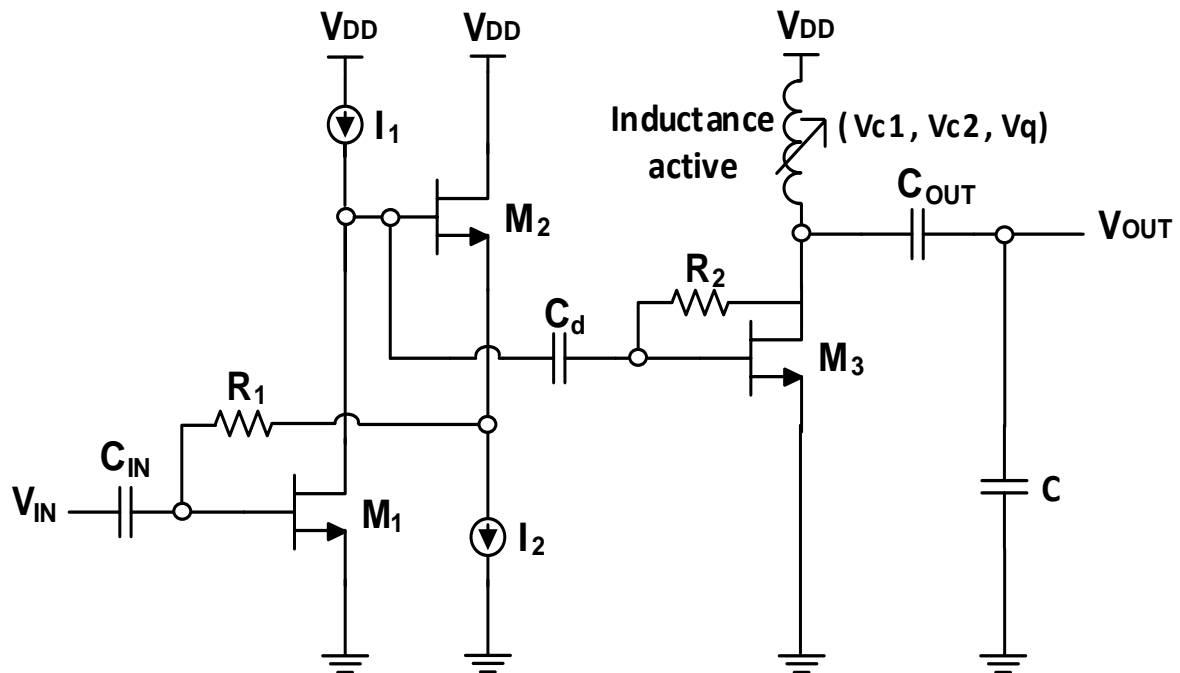 VDD
VDD
VDD
I1
Inductance
active
(Vc1, Vc2, Vq)
COUT
M2
VOUT
R2
Cd
M3
R1
CIN
VIN
M1
I2
C